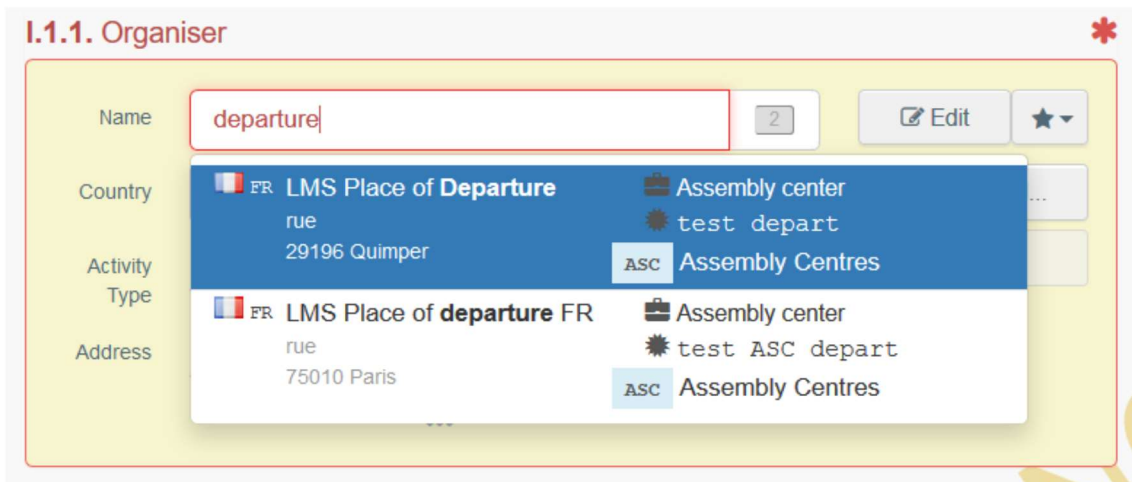 I.1.1. Organiser
Name
departure
2
Edit
Country
FR LMS Place of Departure
rue
29196 Quimper
Assembly center
test depart
ASC Assembly Centres
...
Activity
Type
FR LMS Place of departure FR
rue
75010 Paris
Assembly center
test ASC depart
ASC Assembly Centres
Address